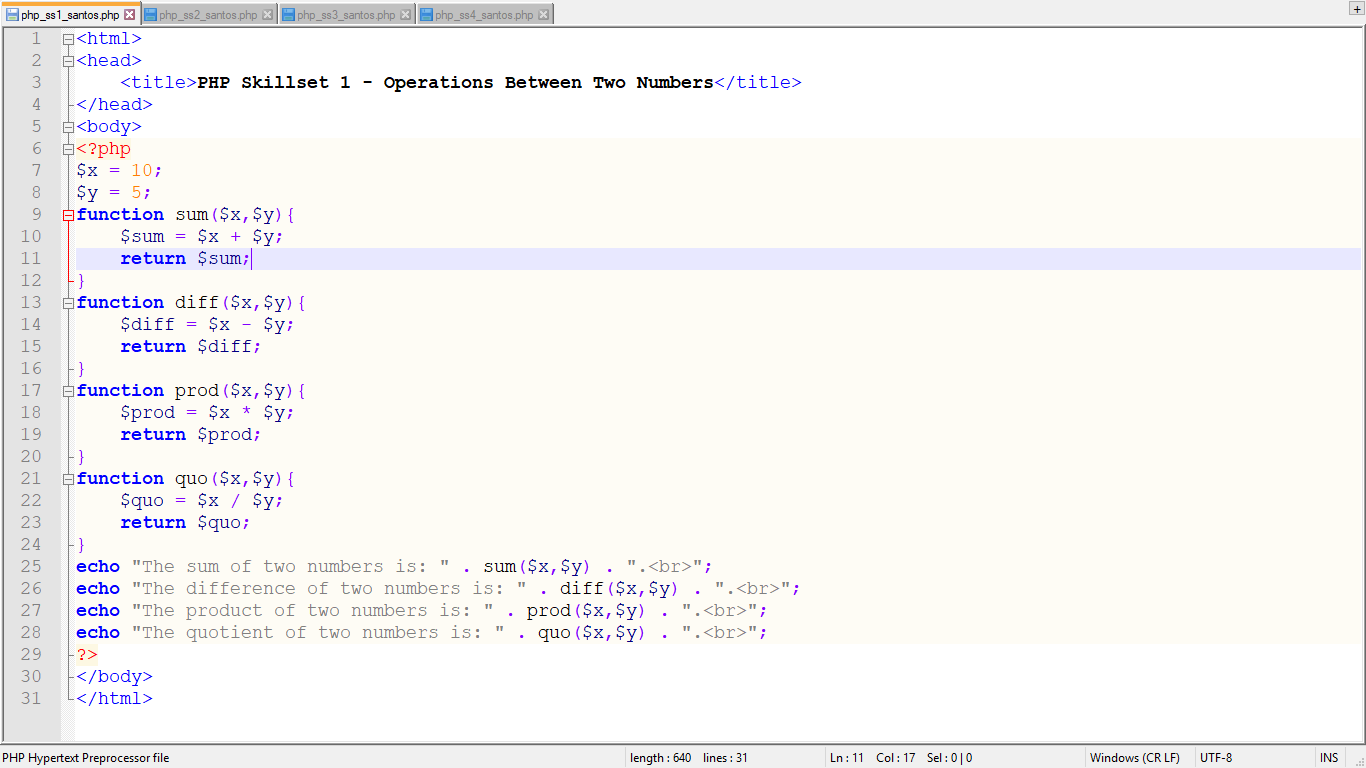 php_ss1_santos.php php_ss2_santos.php php_ss3_santos.php php_ss4_santos.php
1 <html>
2 <head>
3     <title>PHP Skillset 1 - Operations Between Two Numbers</title>
4 </head>
5 <body>
6 <?php
7 $x = 10;
8 $y = 5;
9 function sum($x,$y){
10     $sum = $x + $y;
11     return $sum;
12 }
13 function diff($x,$y){
14     $diff = $x - $y;
15     return $diff;
16 }
17 function prod($x,$y){
18     $prod = $x * $y;
19     return $prod;
20 }
21 function quo($x,$y){
22     $quo = $x / $y;
23     return $quo;
24 }
25 echo "The sum of two numbers is: " . sum($x,$y) . ".<br>";
26 echo "The difference of two numbers is: " . diff($x,$y) . ".<br>";
27 echo "The product of two numbers is: " . prod($x,$y) . ".<br>";
28 echo "The quotient of two numbers is: " . quo($x,$y) . ".<br>";
29 ?>
30 </body>
31 </html>
PHP Hypertext Preprocessor file length : 640 lines : 31 Ln : 11 Col : 17 Sel : 0 | 0 Windows (CR LF) UTF-8 INS